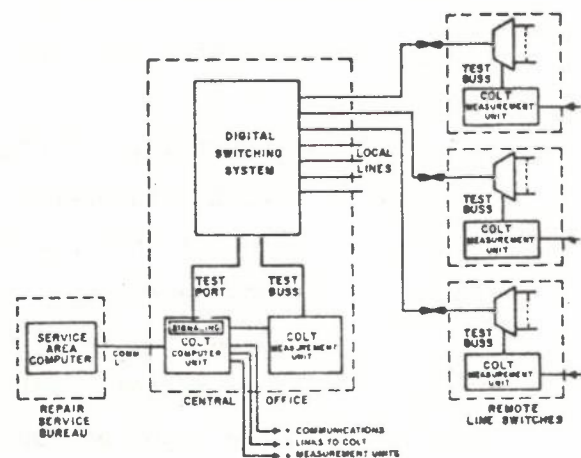 TEST
BUSS
COLT
MEASUREMENT
UNIT
DIGITAL
SWITCHING
SYSTEM
LOCAL
LINES
TEST
BUSS
COLT
MEASUREMENT
UNIT
TEST
PORT
TEST
BUSS
SIGNALING
COLT
COMPUTER
UNIT
COLT
MEASUREMENT
UNIT
TEST
BUSS
COLT
MEASUREMENT
UNIT
SERVICE
AREA
COMPUTER
COMM
L
REPAIR
SERVICE
BUREAU
CENTRAL OFFICE
REMOTE
LINE SWITCHES
COMMUNICATIONS
LINKS TO COLT
MEASUREMENT UNITS